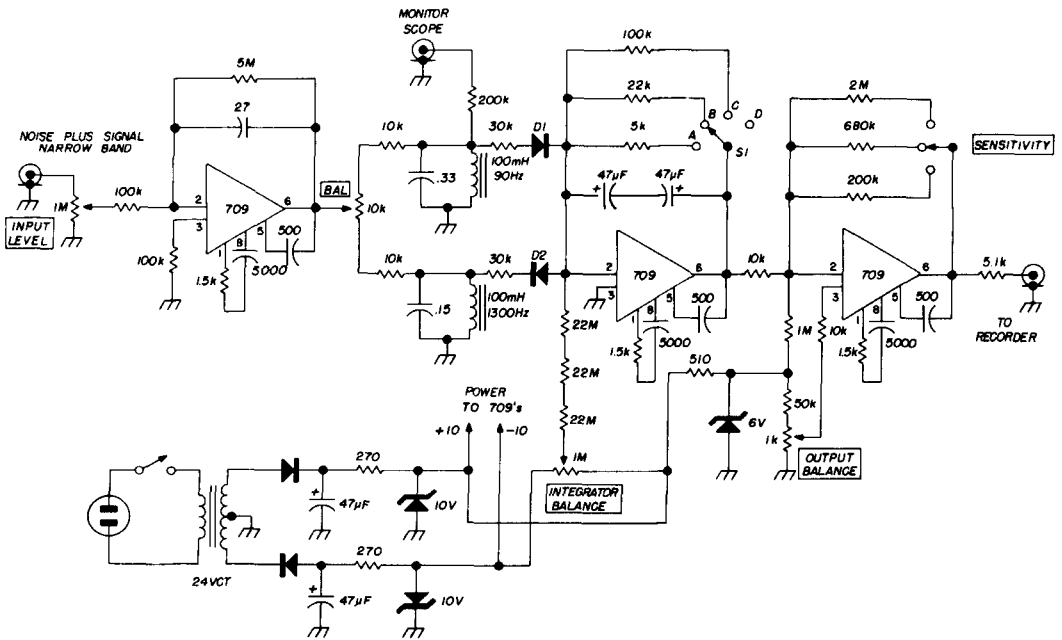 MONITOR
SCOPE
5M
27
NOISE PLUS SIGNAL
NARROW BAND
1M
INPUT
LEVEL
100k
100k
2
3
709
6
1
8
5
1.5k
5000
500
BAL
10k
10k
.33
200k
30k
D1
100mH
90Hz
10k
.15
30k
D2
100mH
1300Hz
100k
22k
5k
A
B
C
D
S1
47µF
47µF
2
3
709
6
1
8
5
1.5k
5000
500
10k
22M
22M
22M
1M
INTEGRATOR
BALANCE
2M
680k
200k
SENSITIVITY
2
3
709
6
1
8
5
10k
1.5k
5000
500
5.1k
TO
RECORDER
1M
510
6V
50k
1k
OUTPUT
BALANCE
POWER
TO 709's
+10
-10
24VCT
+
47µF
270
10V
+
47µF
270
10V
+
+